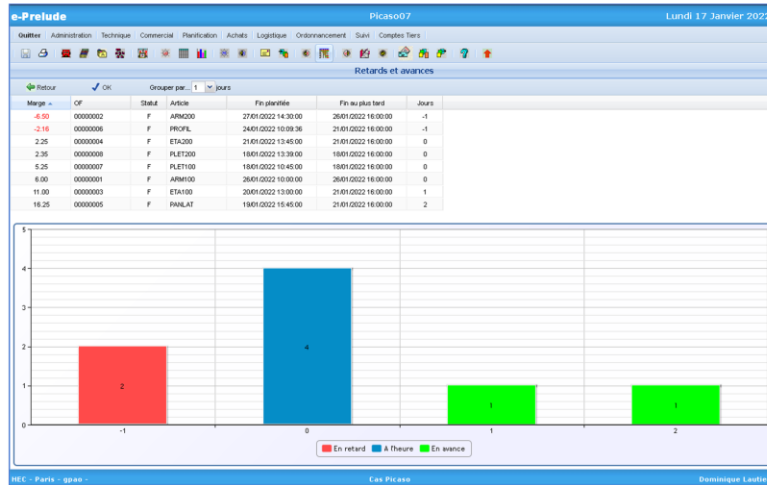 e-Prelude Picaso07 Lundi 17 Janvier 2022
Quitter Administration Technique Commercial Planification Achats Logistique Ordonnancement Suivi Comptes Tiers
Retards et avances
Retour OK Grouper par... 1 jours
Marge OF Statut Article Fin planifiée Fin au plus tard Jours
-6.50 00000002 F ARM200 27/01/2022 14:30:00 26/01/2022 16:00:00 -1
-2.16 00000006 F PROFIL 24/01/2022 10:09:36 21/01/2022 16:00:00 -1
2.25 00000004 F ETA200 21/01/2022 13:45:00 21/01/2022 16:00:00 0
2.35 00000008 F PLET200 18/01/2022 13:39:00 18/01/2022 16:00:00 0
5.25 00000007 F PLET100 18/01/2022 10:45:00 18/01/2022 16:00:00 0
6.00 00000001 F ARM100 26/01/2022 10:00:00 26/01/2022 16:00:00 0
11.00 00000003 F ETA100 20/01/2022 13:00:00 21/01/2022 16:00:00 1
16.25 00000005 F PANLAT 19/01/2022 15:45:00 21/01/2022 16:00:00 2
5
4
3
2
1
0
2
4
1
1
-1 0 1 2
En retard A l'heure En avance
HEC - Paris - gpao - Cas Picaso Dominique Lautier